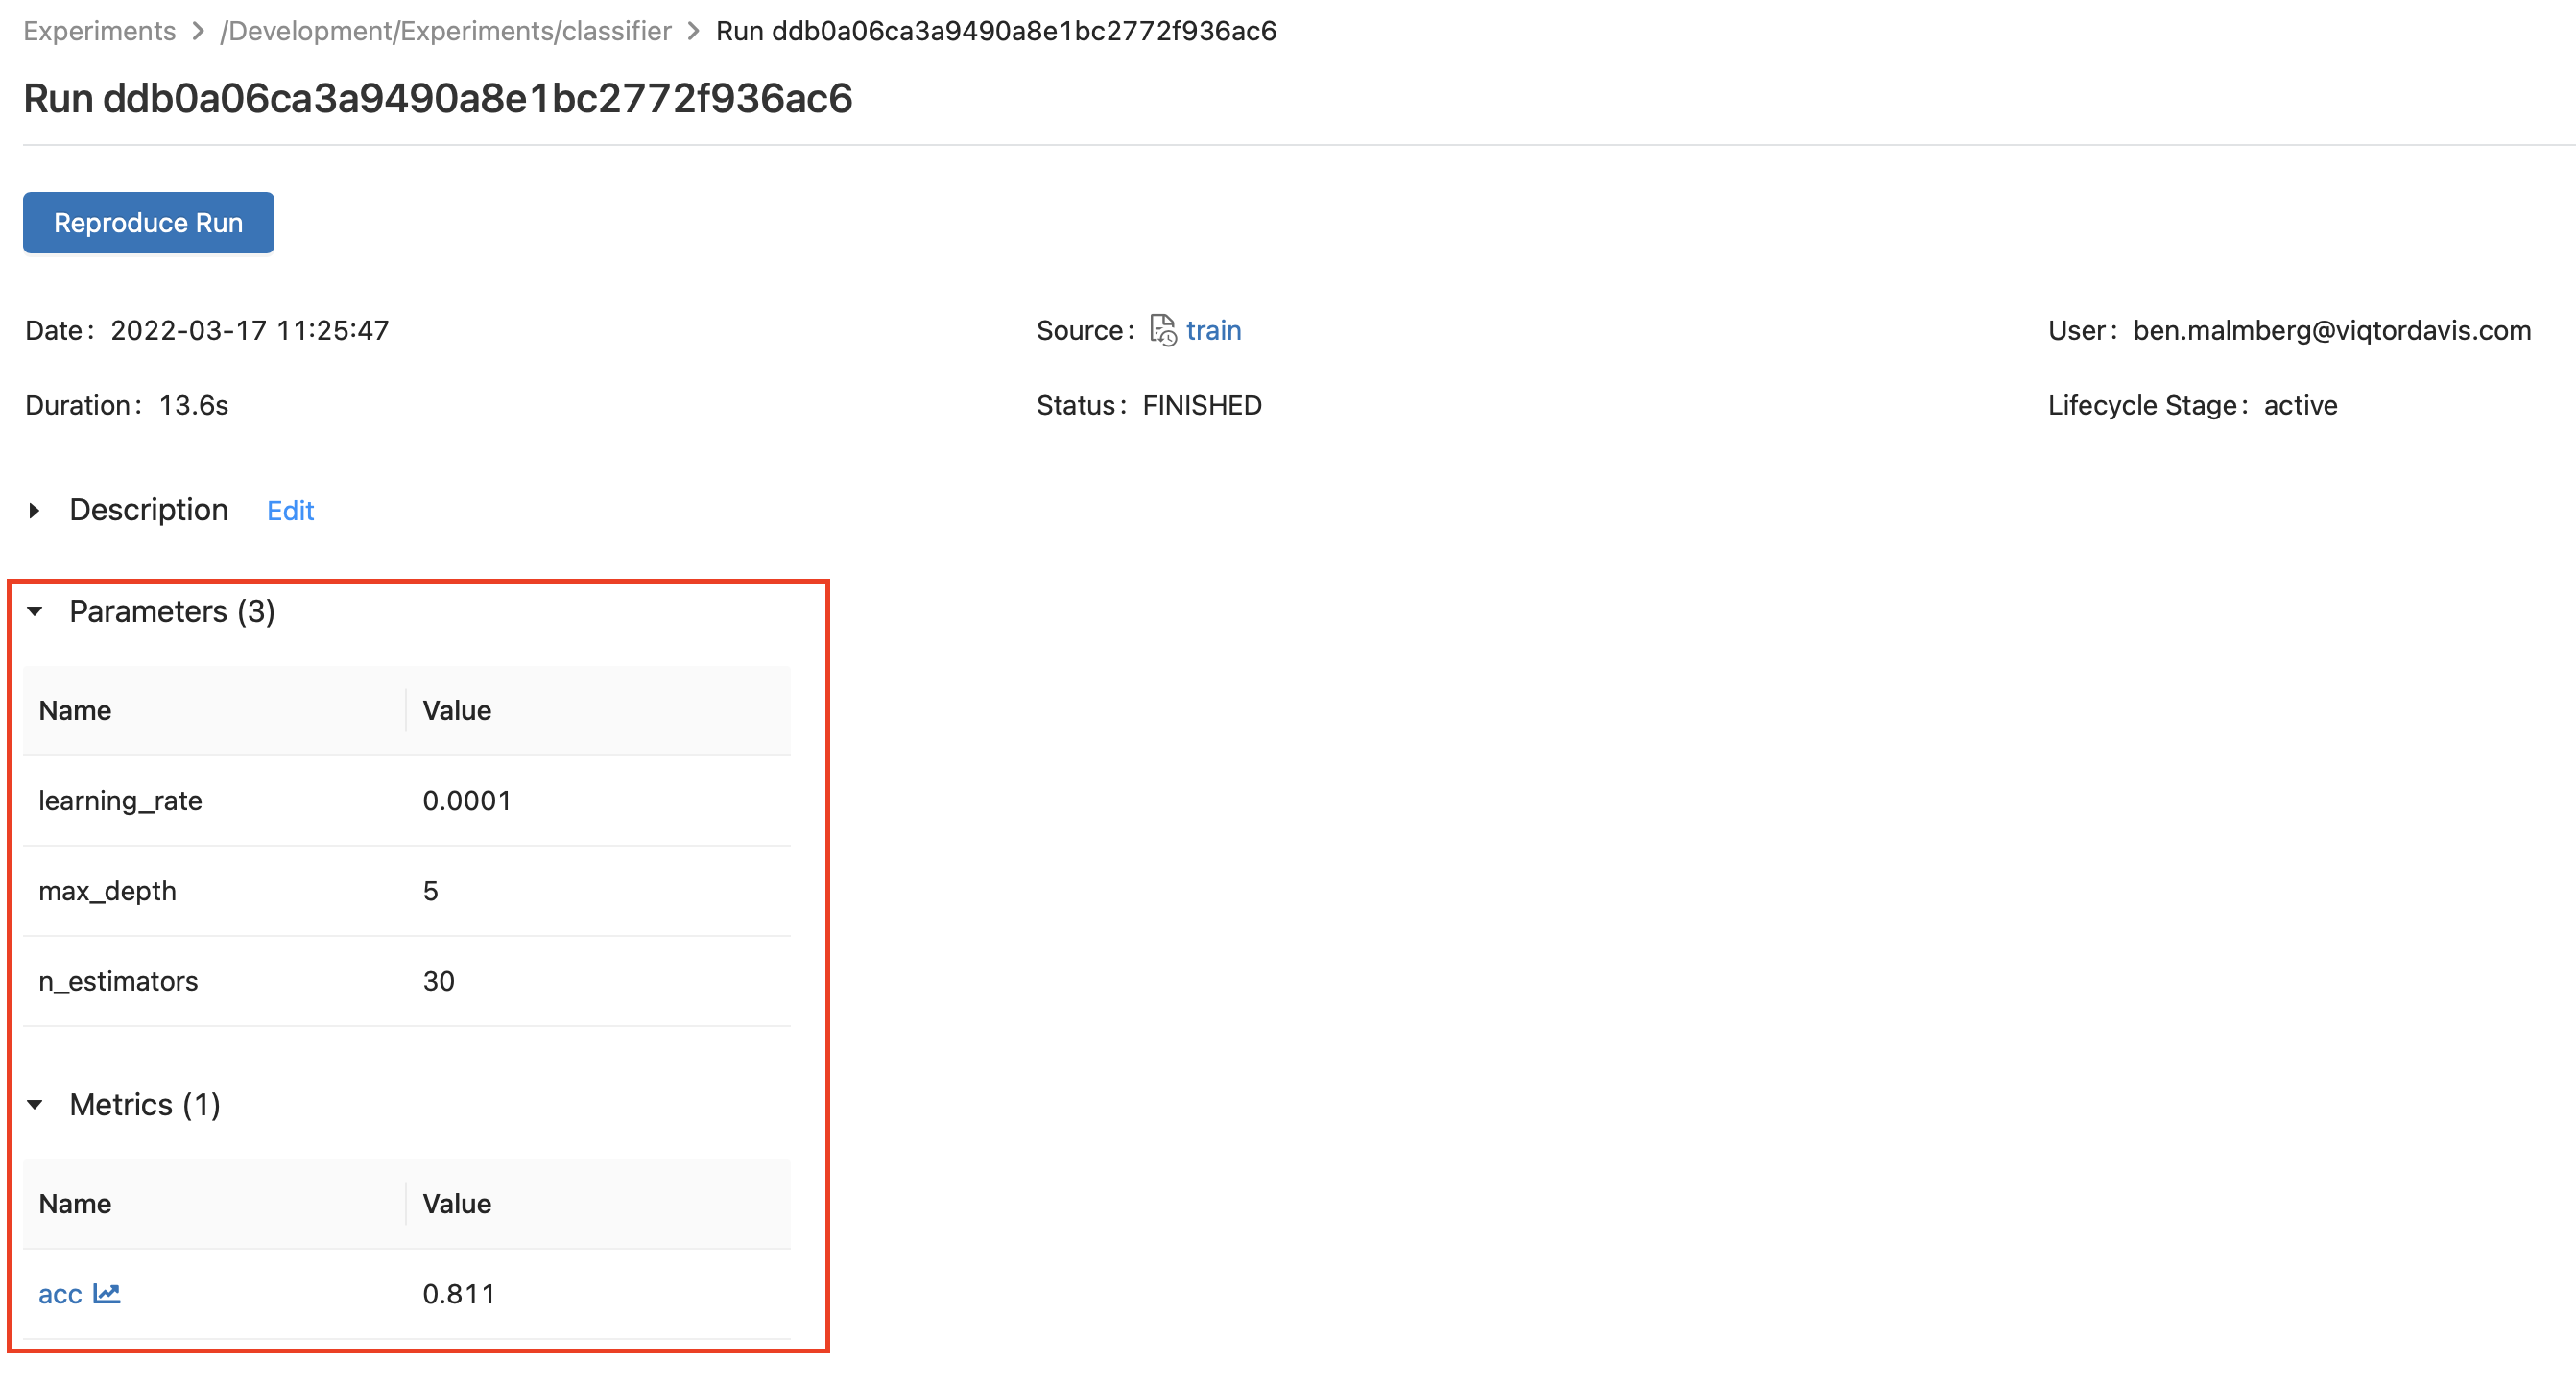 Experiments > /Development/Experiments/classifier > Run ddb0a06ca3a9490a8e1bc2772f936ac6
Run ddb0a06ca3a9490a8e1bc2772f936ac6
Reproduce Run
Date: 2022-03-17 11:25:47
Source: train
User: ben.malmberg@viqtordavis.com
Duration: 13.6s
Status: FINISHED
Lifecycle Stage: active
Description Edit
Parameters (3)
Name Value
learning_rate 0.0001
max_depth 5
n_estimators 30
Metrics (1)
Name Value
acc 0.811